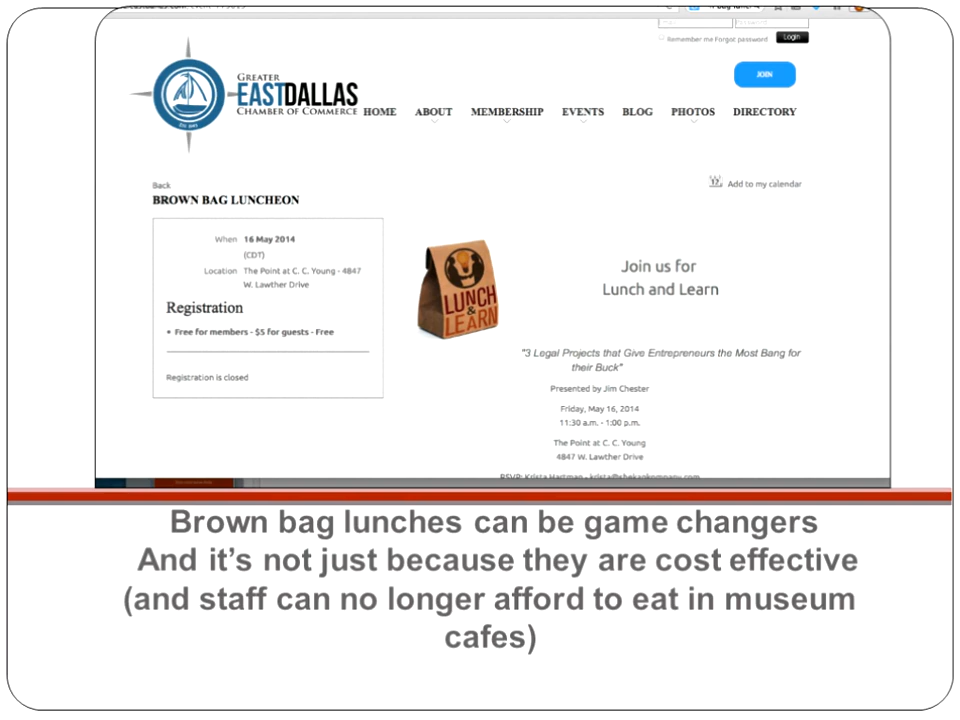 Remember me Forgot password
Login
JOIN
GREATER
EASTDALLAS
CHAMBER OF COMMERCE
HOME ABOUT MEMBERSHIP EVENTS BLOG PHOTOS DIRECTORY
Back
Add to my calendar
BROWN BAG LUNCHEON
When 16 May 2014
(CDT)
Location The Point at C. C. Young - 4847
W. Lawther Drive
Registration
• Free for members - $5 for guests - Free
Registration is closed
LUNCH
&
LEARN
Join us for
Lunch and Learn
"3 Legal Projects that Give Entrepreneurs the Most Bang for
their Buck"
Presented by Jim Chester
Friday, May 16, 2014
11:30 a.m. - 1:00 p.m.
The Point at C. C. Young
4847 W. Lawther Drive
RSVP: Krista Hartman -
Brown bag lunches can be game changers
And it's not just because they are cost effective
(and staff can no longer afford to eat in museum
cafes)